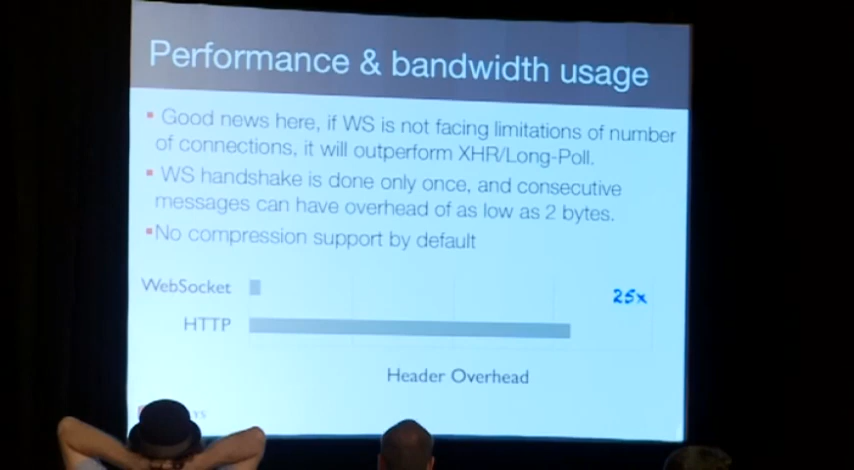 Performance & bandwidth usage
▪ Good news here, if WS is not facing limitations of number
of connections, it will outperform XHR/Long-Poll.
▪ WS handshake is done only once, and consecutive
messages can have overhead of as low as 2 bytes.
▪No compression support by default
WebSocket
25x
HTTP
Header Overhead